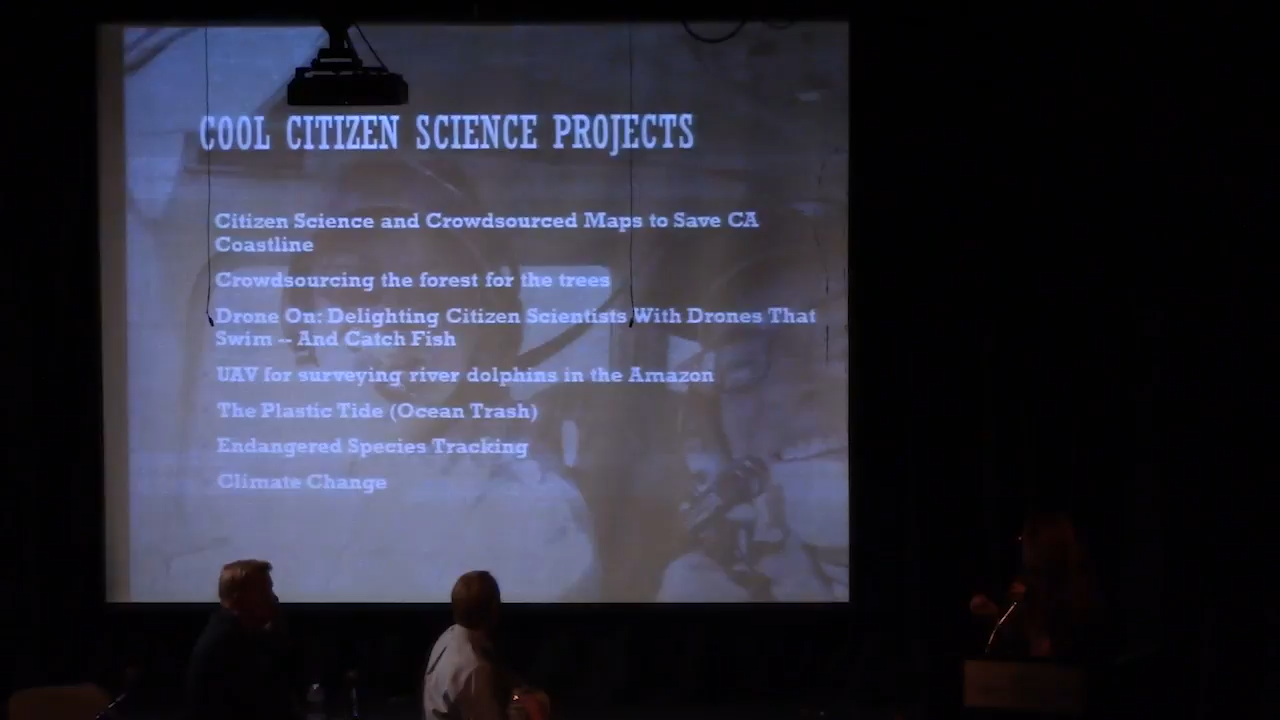 COOL CITIZEN SCIENCE PROJECTS
Citizen Science and Crowdsourced Maps to Save CA
Coastline
Crowdsourcing the forest for the trees
Drone On: Delighting Citizen Scientists With Drones That
Swim -- And Catch Fish
UAV for surveying river dolphins in the Amazon
The Plastic Tide (Ocean Trash)
Endangered Species Tracking
Climate Change